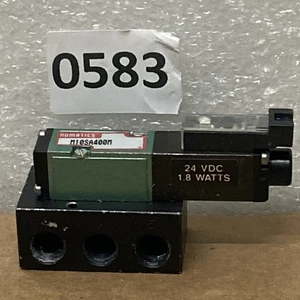 0583
numatics
M10SA400M
24 VDC
1.8 WATTS